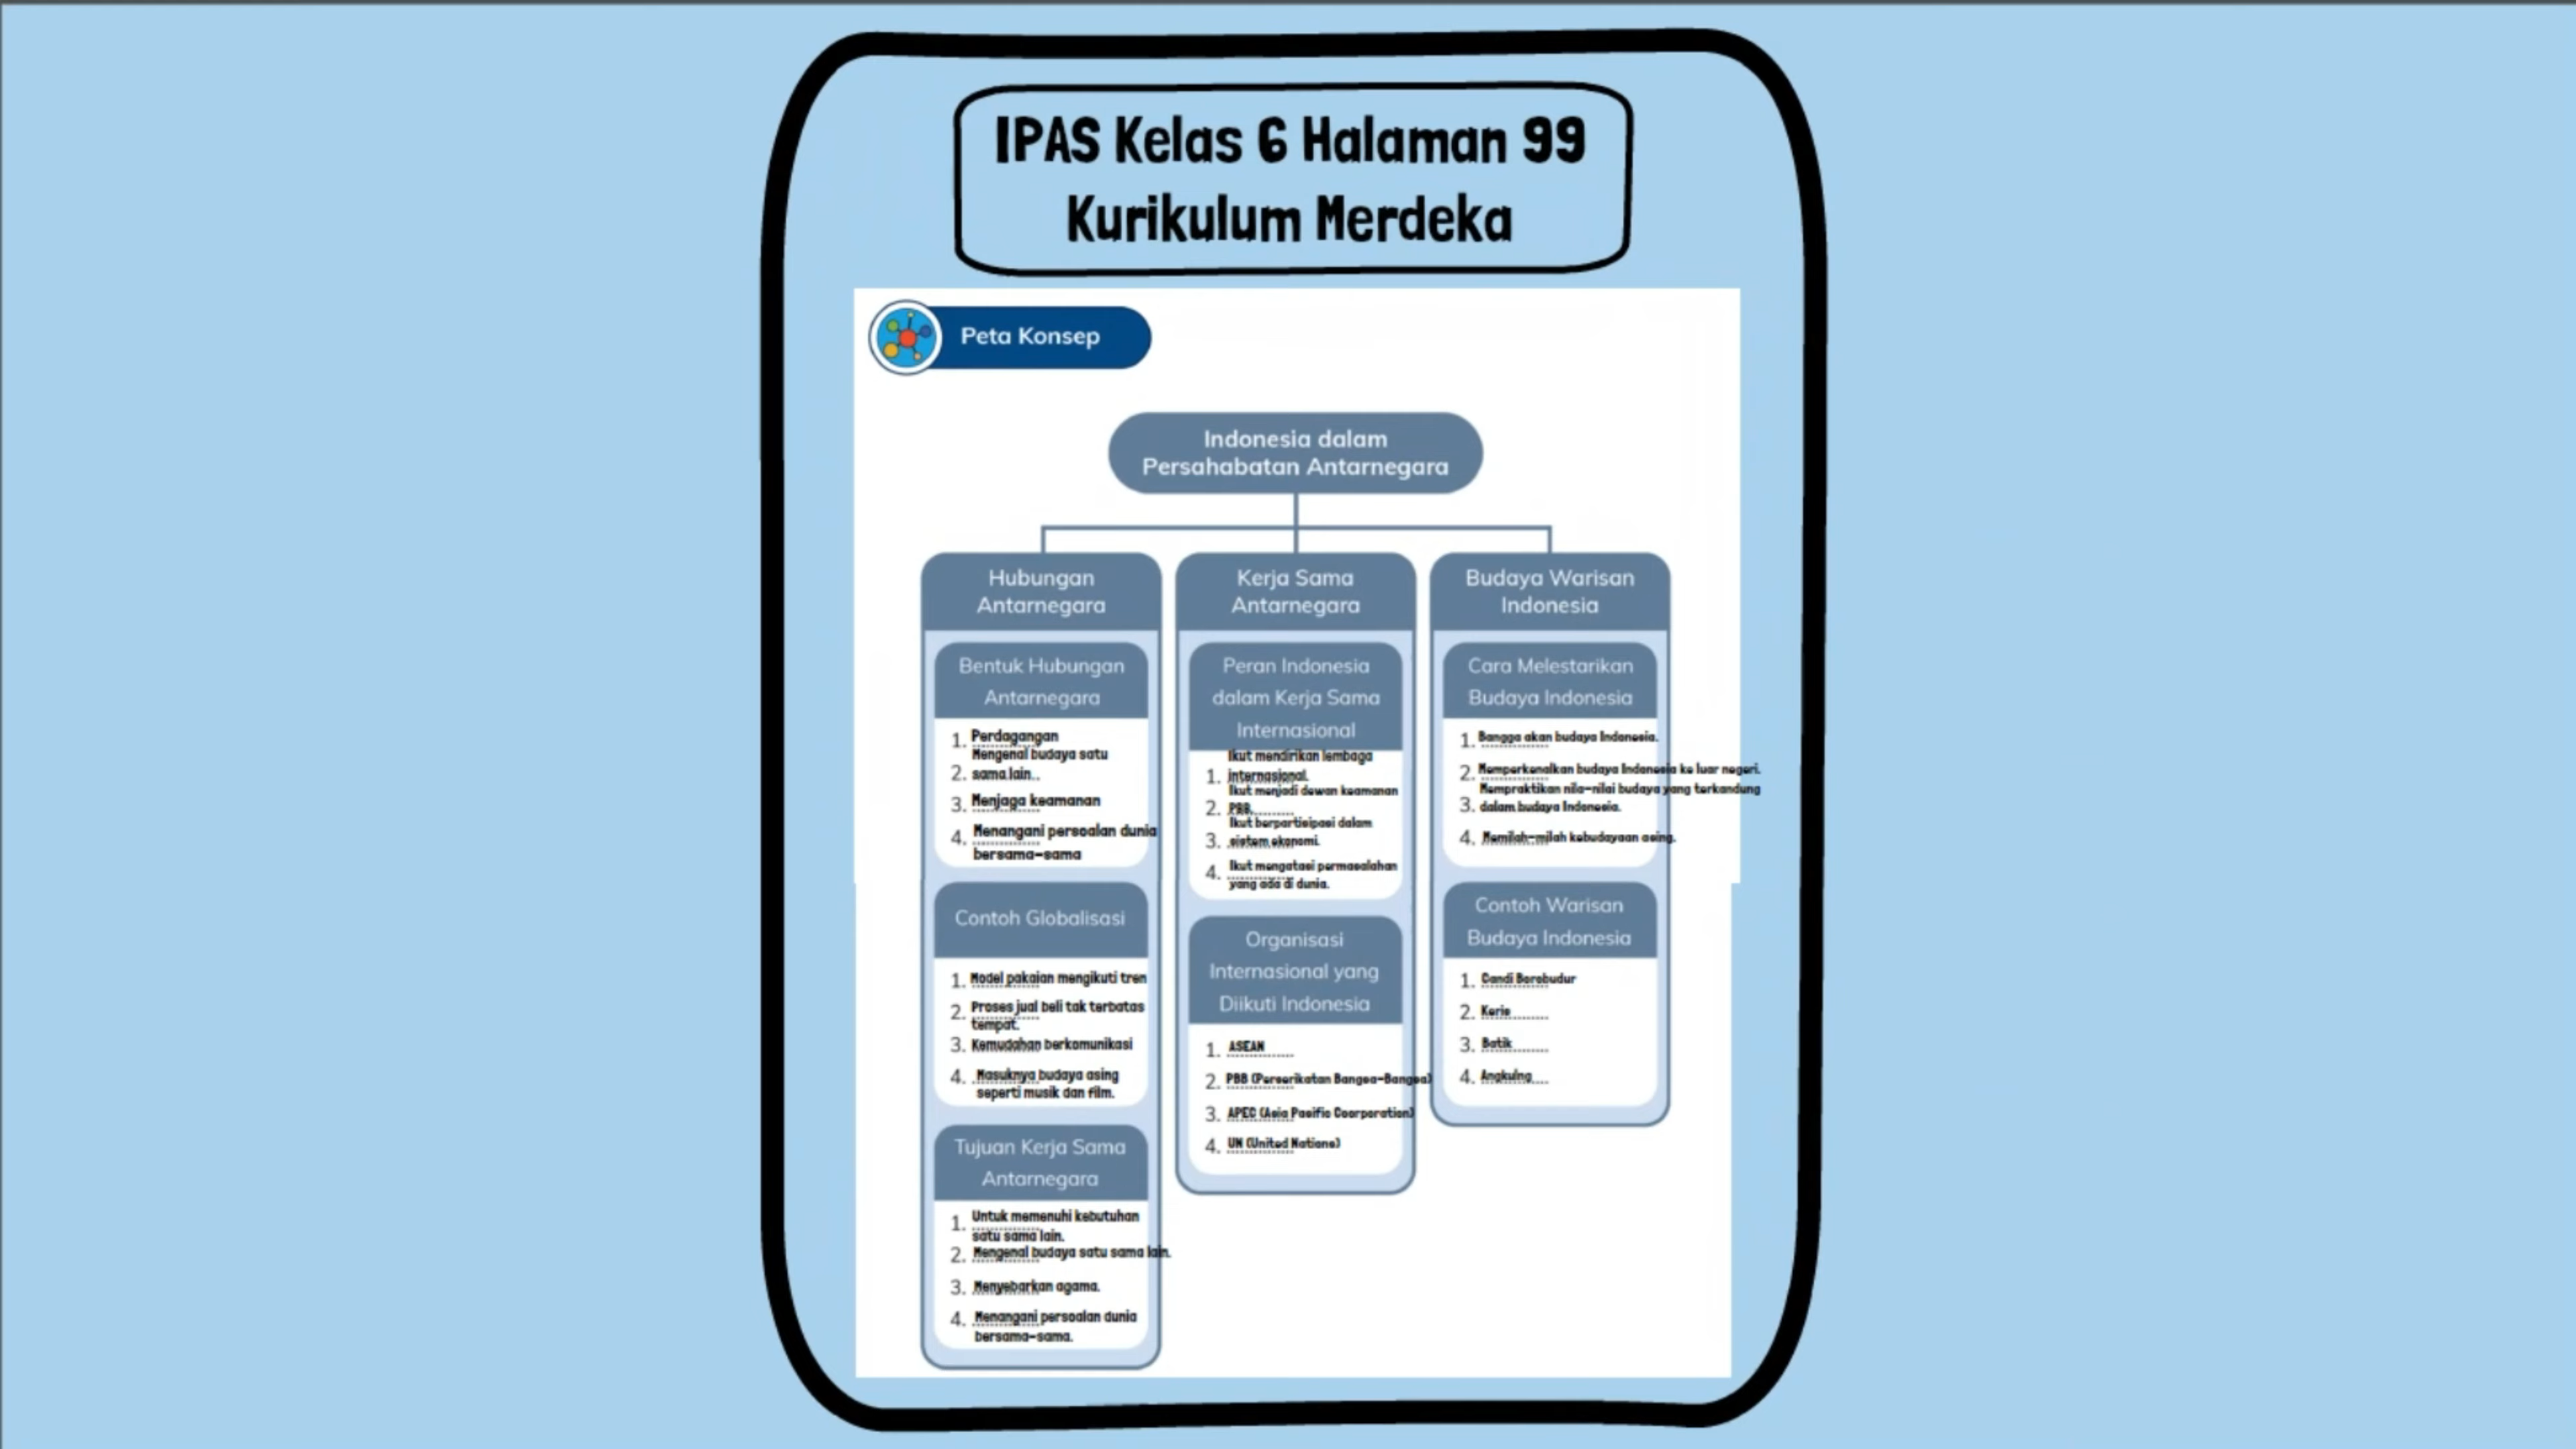 IPAS Kelas 6 Halaman 99
Kurikulum Merdeka
Peta Konsep
Indonesia dalam
Persahabatan Antarnegara
Hubungan
Antarnegara
Bentuk Hubungan
Antarnegara
1. Perdagangan
Mengenal budaya satu
2. sama lain..
3. Menjaga keamanan
4. Menangani persoalan dunia
bersama-sama
Contoh Globalisasi
1. Model pakaian mengikuti tren
2. Proses jual beli tak terbatas
tempat.
3. Kemudahan berkomunikasi
4. Masuknya budaya asing
seperti musik dan film.
Tujuan Kerja Sama
Antarnegara
1. Untuk memenuhi kebutuhan
satu sama lain.
2. Mengenal budaya satu sama lain.
3. Menyebarkan agama.
4. Menangani persoalan dunia
bersama-sama.
Kerja Sama
Antarnegara
Peran Indonesia
dalam Kerja Sama
Internasional
Ikut mendirikan lembaga
1. internasional.
Ikut menjadi dewan keamanan
2. PBB.
Ikut berpartisipasi dalam
3. sistem ekonomi.
4. Ikut mengatasi permasalahan
yang ada di dunia.
Organisasi
Internasional yang
Diikuti Indonesia
1. ASEAN
2. PBB (Perserikatan Bangsa-Bangsa)
3. APEC (Asia Pasific Coorporation)
4. UN (United Nations)
Budaya Warisan
Indonesia
Cara Melestarikan
Budaya Indonesia
1. Bangga akan budaya Indonesia.
2. Memperkenalkan budaya Indonesia ke luar negeri.
Mempraktikan nila-nilai budaya yang terkandung
3. dalam budaya Indonesia.
4. Memilah-milah kebudayaan asing.
Contoh Warisan
Budaya Indonesia
1. Candi Borobudur
2. Keris
3. Batik
4. Angkulng